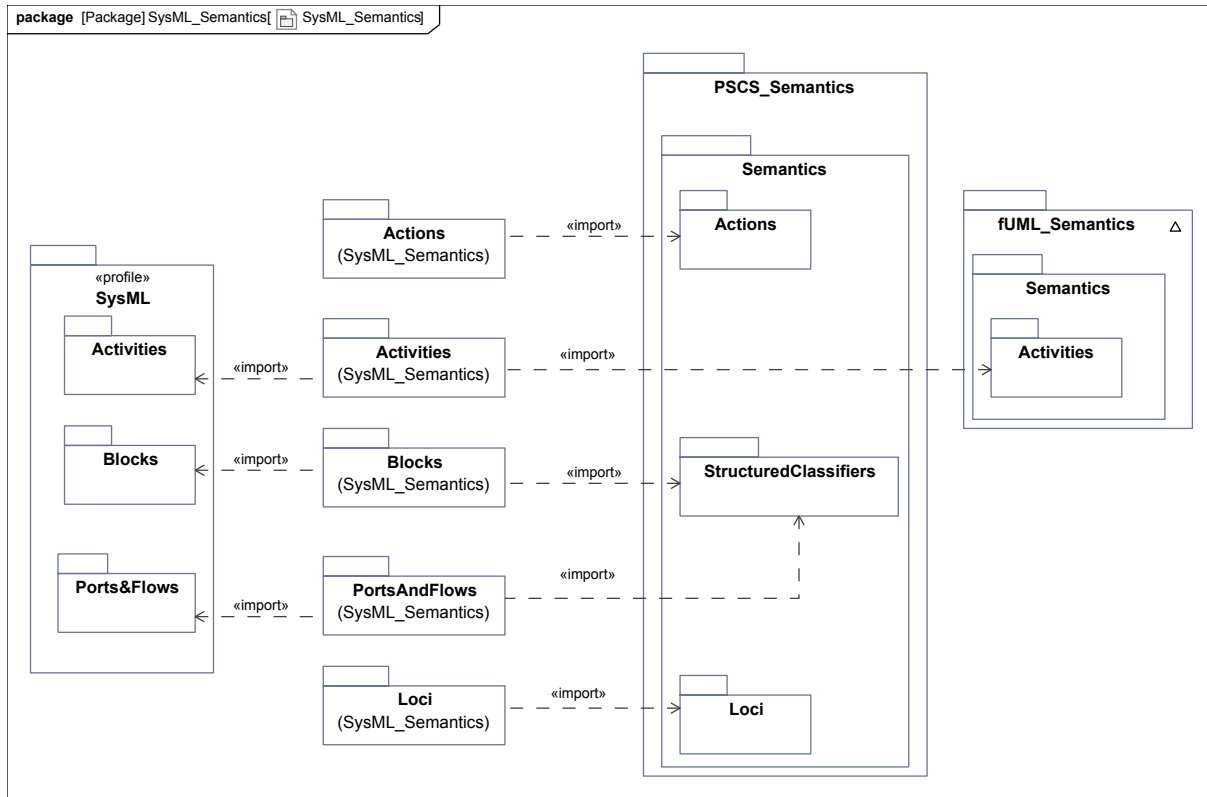 package [Package] SysML_Semantics[ SysML_Semantics]
PSCS_Semantics
Semantics
Actions
(SysML_Semantics)
«import»
Actions
fUML_Semantics
Semantics
Activities
«profile»
SysML
Activities
«import»
Activities
(SysML_Semantics)
«import»
Blocks
«import»
Blocks
(SysML_Semantics)
«import»
StructuredClassifiers
Ports&Flows
«import»
PortsAndFlows
(SysML_Semantics)
«import»
Loci
(SysML_Semantics)
«import»
Loci